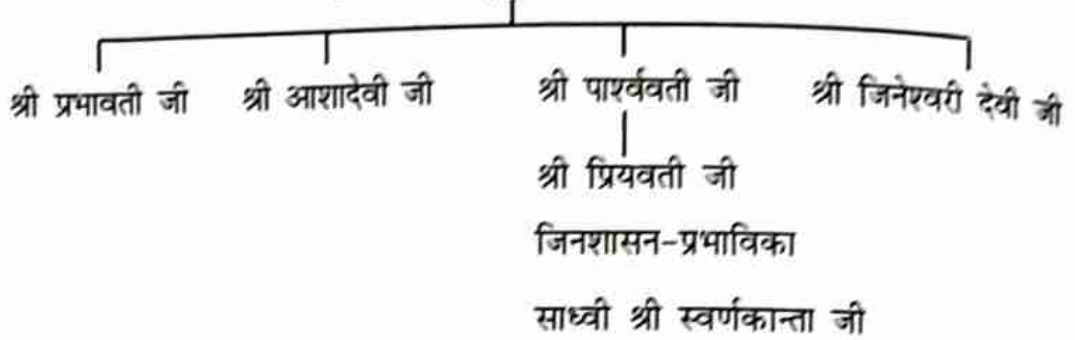 श्री प्रभावती जी श्री आशादेवी जी श्री पार्श्ववती जी श्री जिनेश्वरी देवी जी
श्री प्रियवती जी
जिनशासन-प्रभाविका
साध्वी श्री स्वर्णकान्ता जी